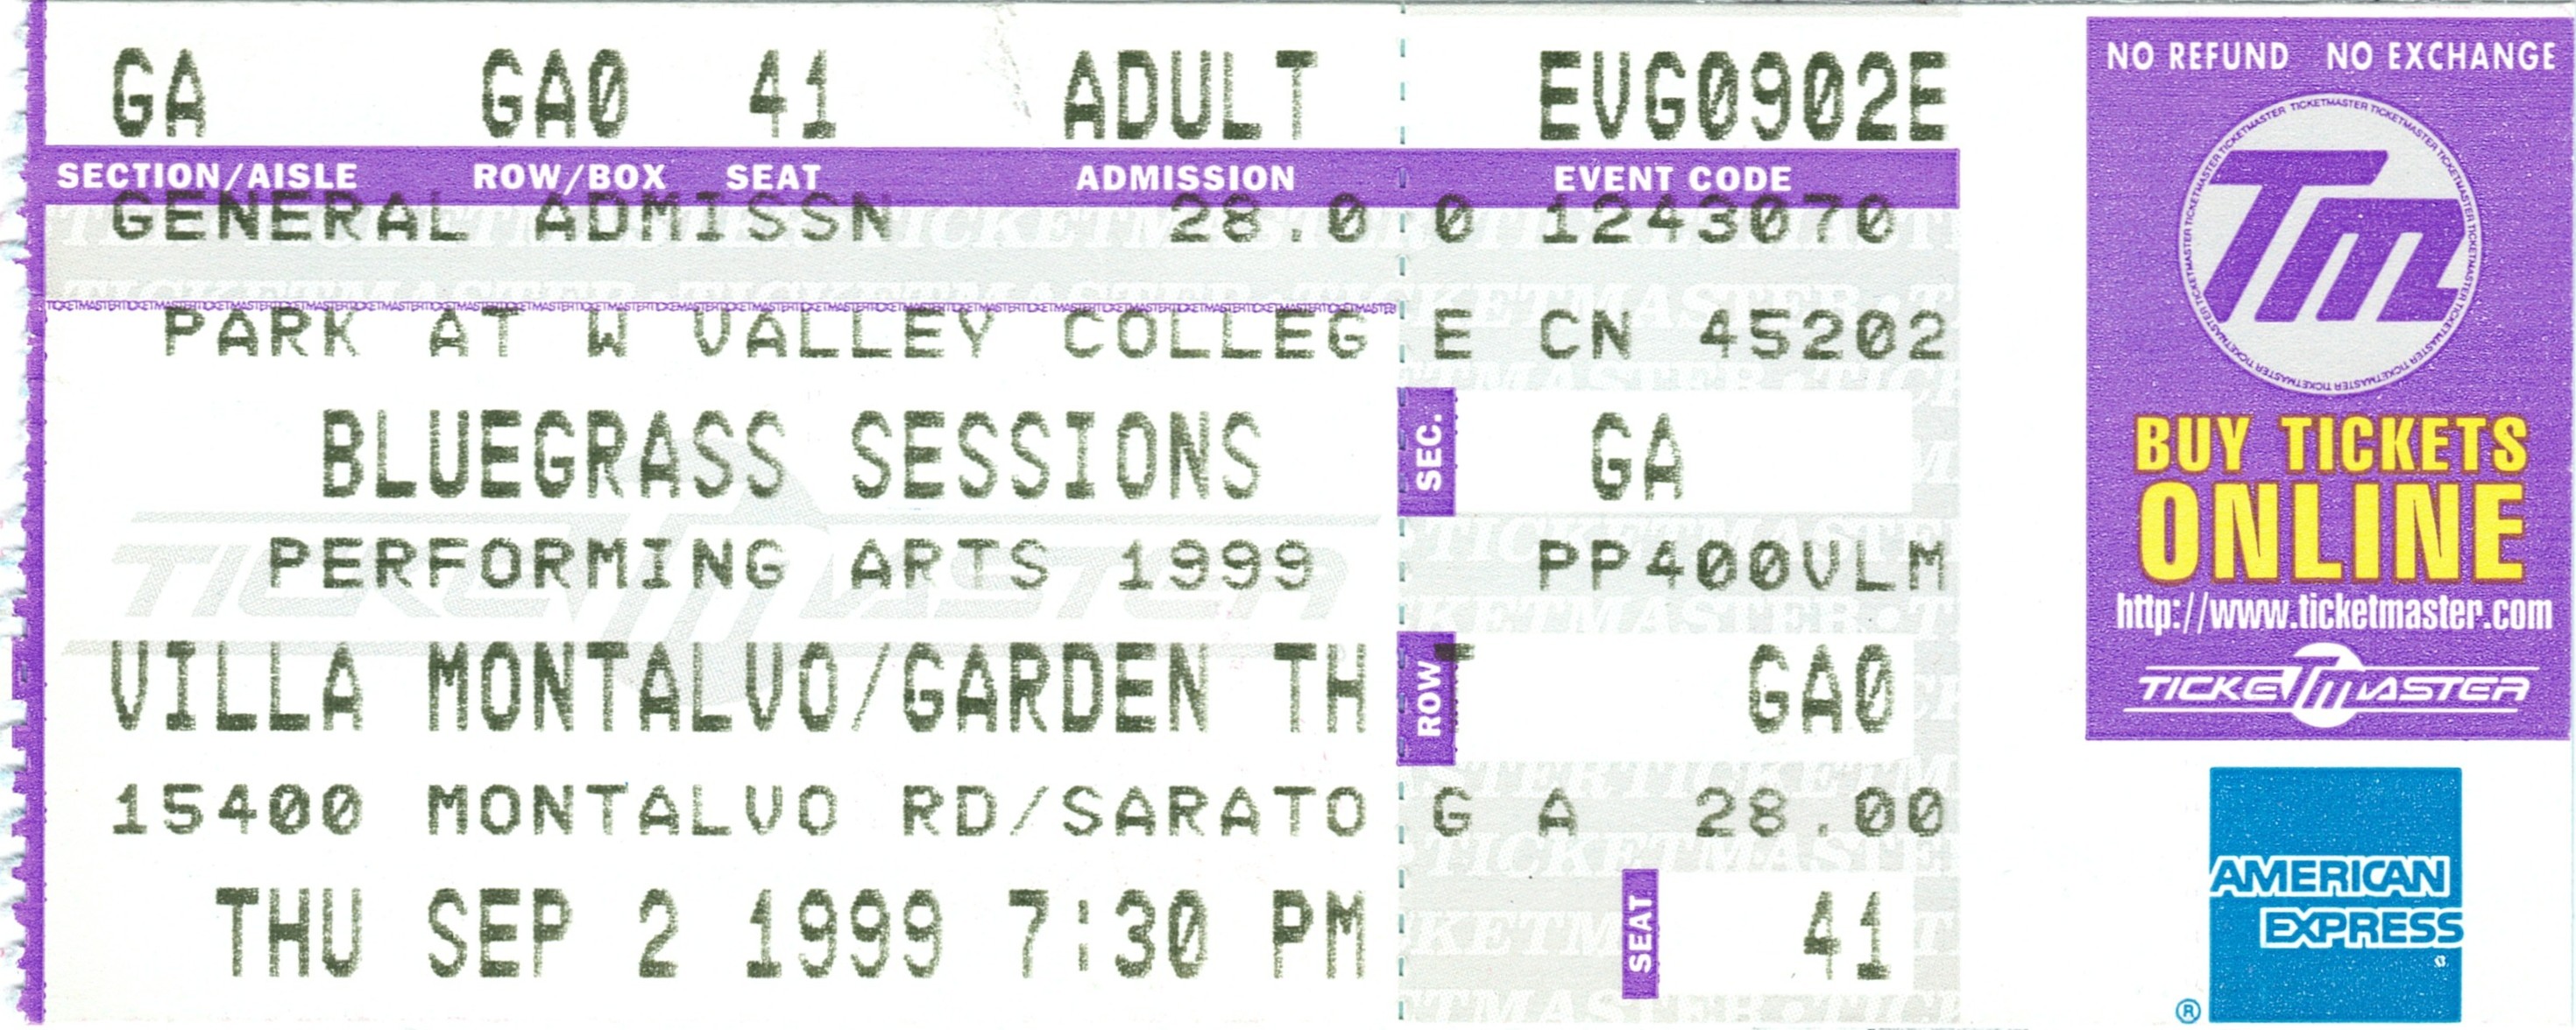 GA GA0 41 ADULT EVG0902E
SECTION/AISLE ROW/BOX SEAT ADMISSION EVENT CODE
GENERAL ADMISSN 28.0 0 1243070
PARK AT W VALLEY COLLEG E CN 45202
BLUEGRASS SESSIONS
SEC. GA
PERFORMING ARTS 1999 PP400VLM
VILLA MONTALVO/GARDEN TH T
ROW GA0
15400 MONTALVO RD/SARATO G A 28.00
THU SEP 2 1999 7:30 PM
SEAT 41
NO REFUND NO EXCHANGE
TM
BUY TICKETS
ONLINE
http://www.ticketmaster.com
TICKETMASTER
AMERICAN
EXPRESS
®